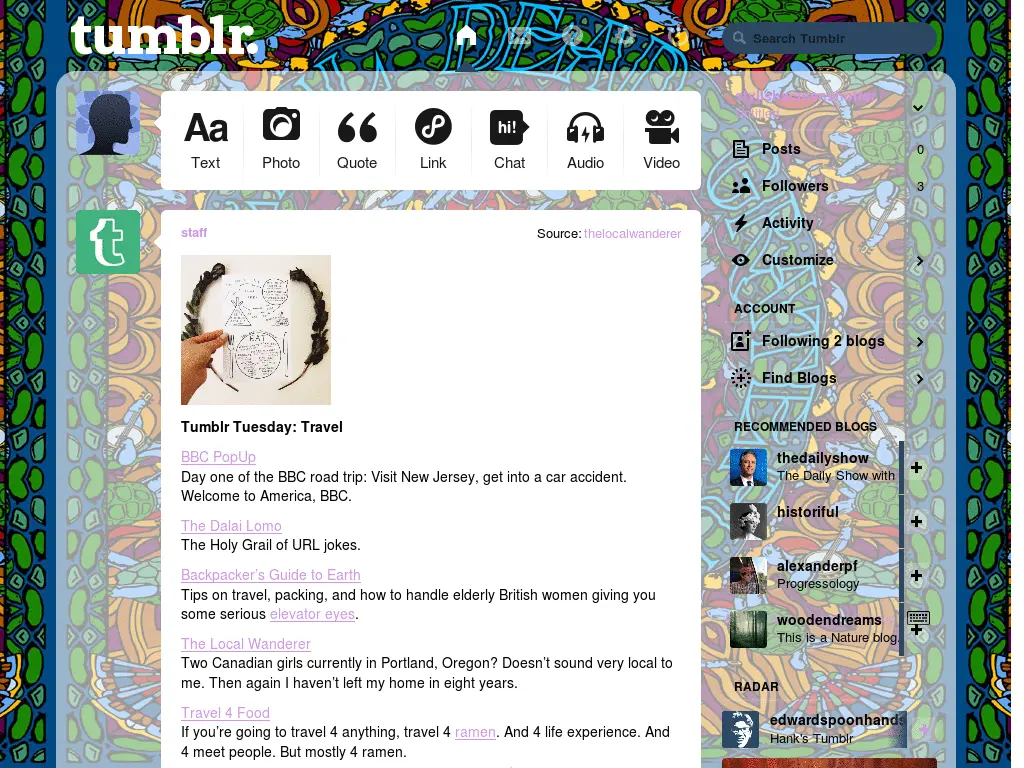 tumblr.
Search Tumblr
Aa
hi!
Text
Photo
Quote
Link
Chat
Audio
Video
staff
Source: thelocalwanderer
EAT
Tumblr Tuesday: Travel
BBC PopUp
Day one of the BBC road trip: Visit New Jersey, get into a car accident.
Welcome to America, BBC.
The Dalai Lomo
The Holy Grail of URL jokes.
Backpacker's Guide to Earth
Tips on travel, packing, and how to handle elderly British women giving you
some serious elevator eyes.
The Local Wanderer
Two Canadian girls currently in Portland, Oregon? Doesn't sound very local to
me. Then again I haven't left my home in eight years.
Travel 4 Food
If you're going to travel 4 anything, travel 4 ramen. And 4 life experience. And
4 meet people. But mostly 4 ramen.
Posts 0
Followers 3
Activity
Customize
ACCOUNT
Following 2 blogs
Find Blogs
RECOMMENDED BLOGS
thedailyshow
The Daily Show with
historiful
alexanderpf
Progressology
woodendreams
This is a Nature blog.
RADAR
edwardspoonhands
Hank's Tumblr